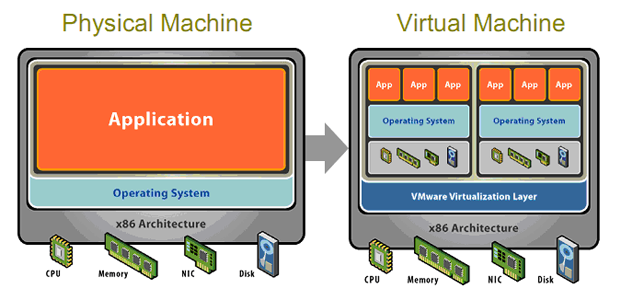 Physical Machine
Application
Operating System
x86 Architecture
CPU
Memory
NIC
Disk
Virtual Machine
App App App App App App
Operating System Operating System
VMware Virtualization Layer
x86 Architecture
CPU
Memory
NIC
Disk